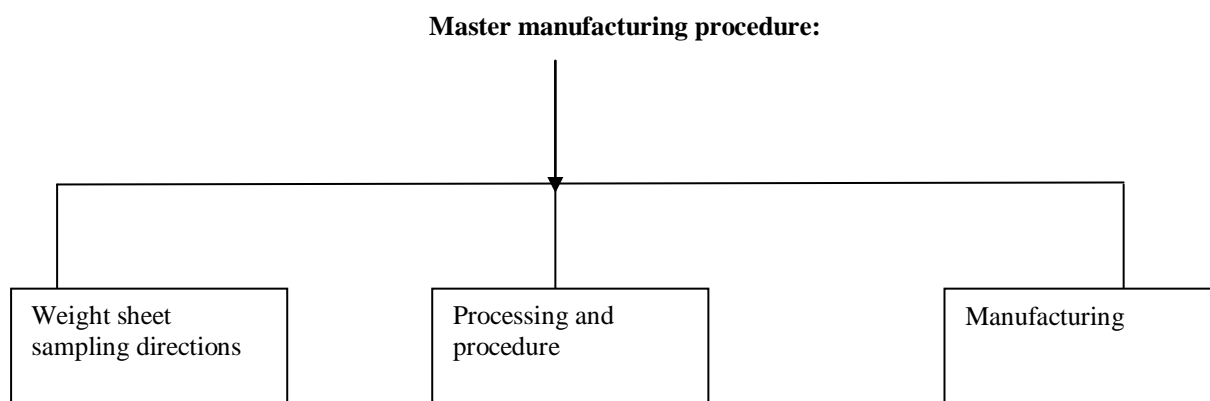 Master manufacturing procedure:
Weight sheet
sampling directions
Processing and
procedure
Manufacturing